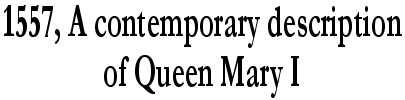 1557, A contemporary description
of Queen Mary I